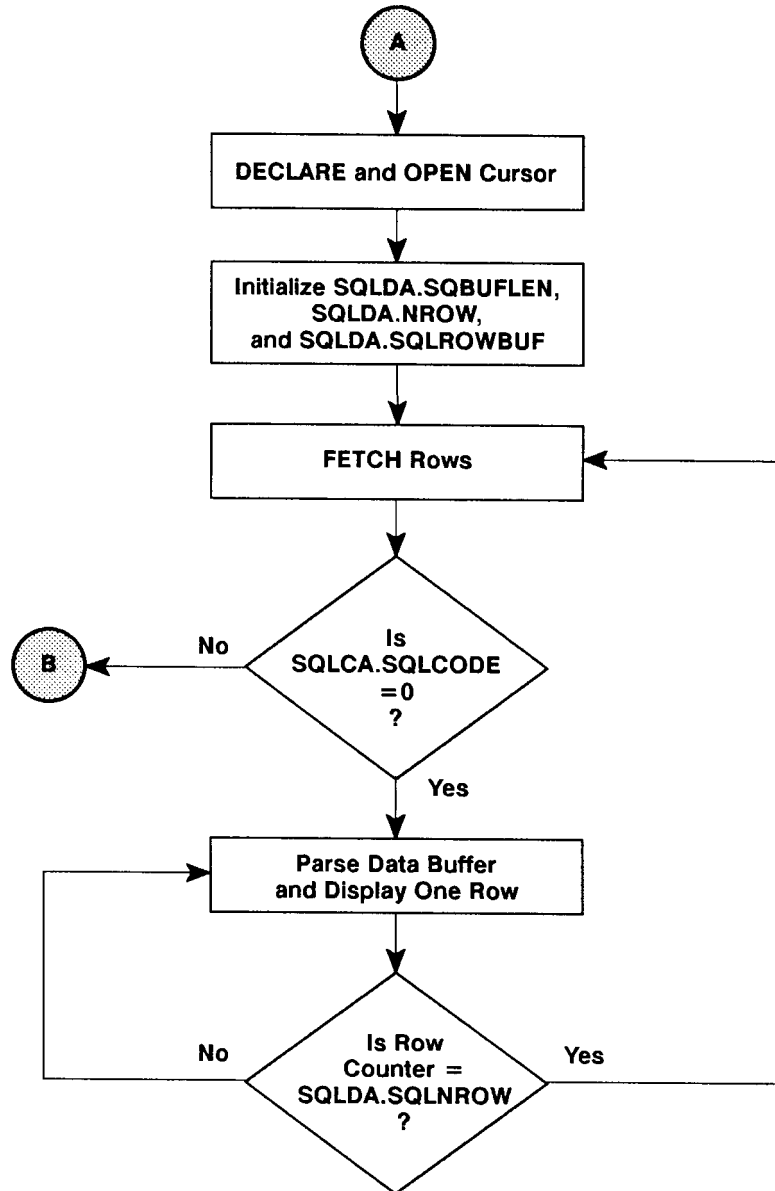 A
DECLARE and OPEN Cursor
Initialize SQLDA.SQBUFLEN,
SQLDA.NROW,
and SQLDA.SQLROWBUF
FETCH Rows
No
B
Is
SQLCA.SQLCODE
=0
?
Yes
Parse Data Buffer
and Display One Row
No
Is Row
Counter =
SQLDA.SQLNROW
?
Yes